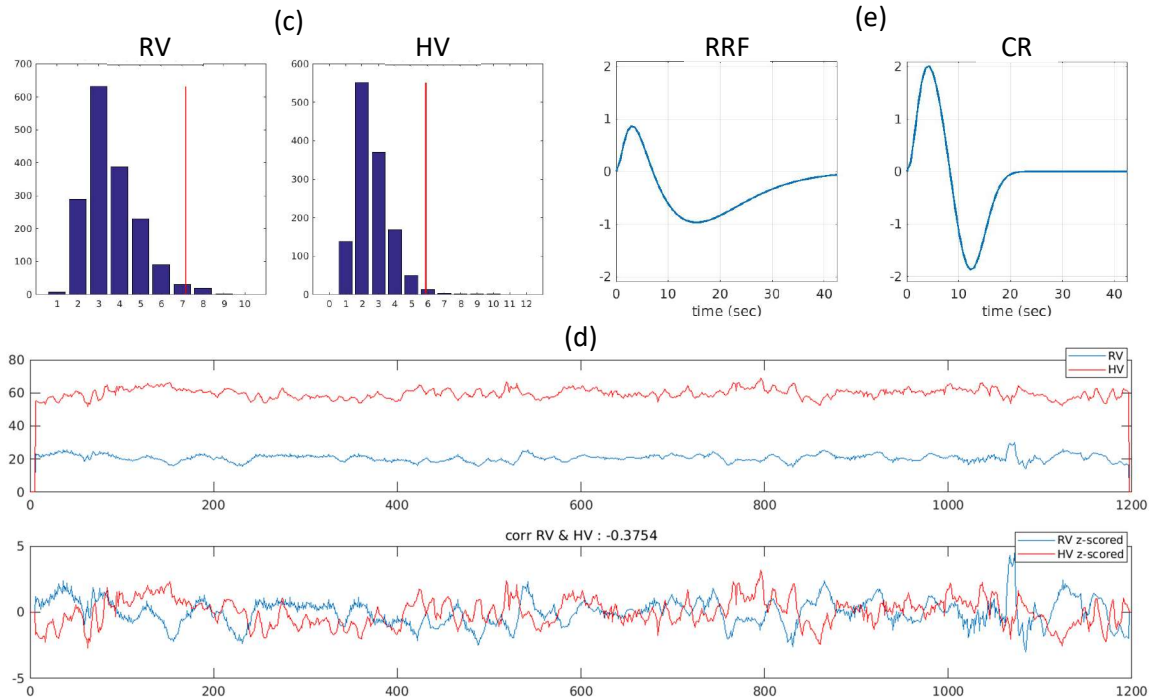 (c)
(e)
RV
HV
RRF
CR
700
600
500
400
300
200
100
0
1 2 3 4 5 6 7 8 9 10
600
500
400
300
200
100
0
0 1 2 3 4 5 6 7 8 9 10 11 12
2
1
0
-1
-2
0 10 20 30 40
time (sec)
2
1
0
-1
-2
0 10 20 30 40
time (sec)
(d)
80
60
40
20
0
0 200 400 600 800 1000 1200
RV
HV
corr RV & HV : -0.3754
5
0
-5
0 200 400 600 800 1000 1200
RV z-scored
HV z-scored